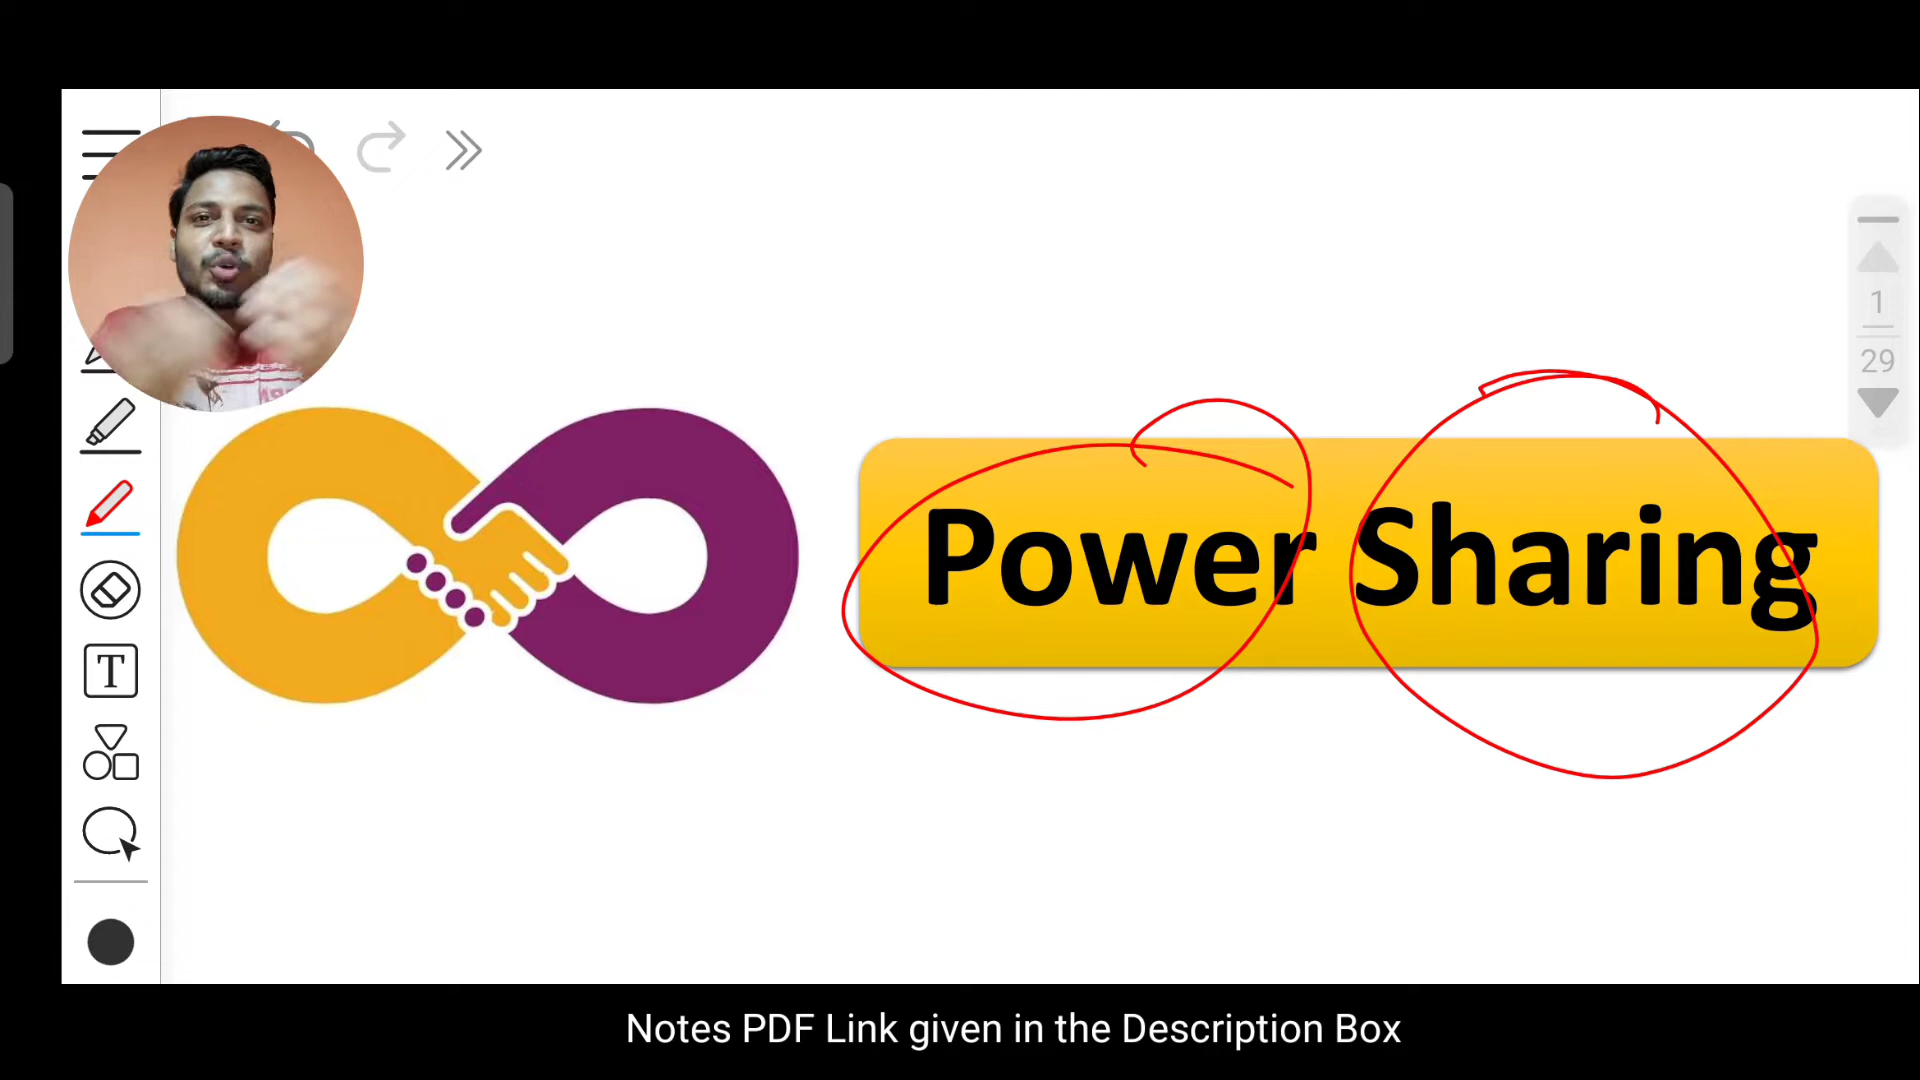 1
29
Power Sharing
T
Notes PDF Link given in the Description Box